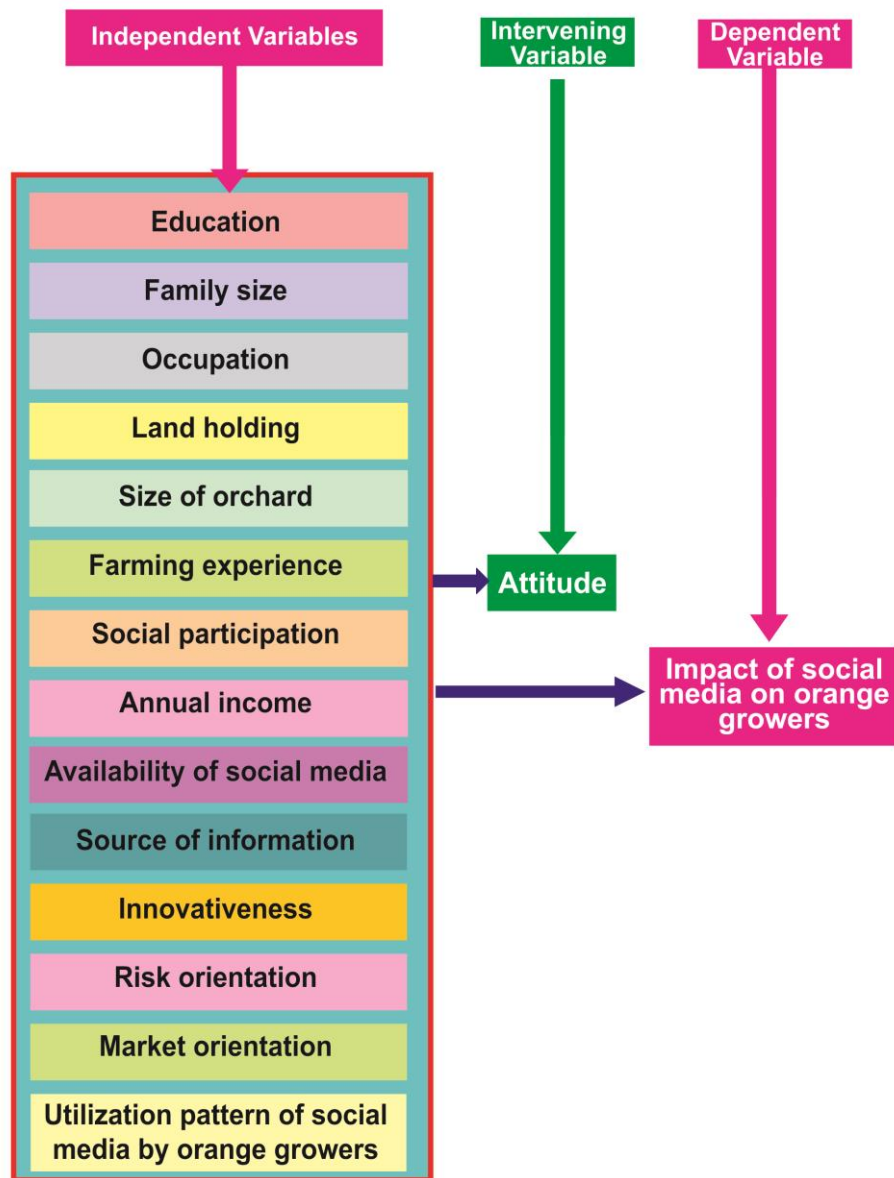 Independent Variables
Intervening
Variable
Dependent
Variable
Education
Family size
Occupation
Land holding
Size of orchard
Farming experience
Social participation
Annual income
Availability of social media
Source of information
Innovativeness
Risk orientation
Market orientation
Utilization pattern of social
media by orange growers
Attitude
Impact of social
media on orange
growers